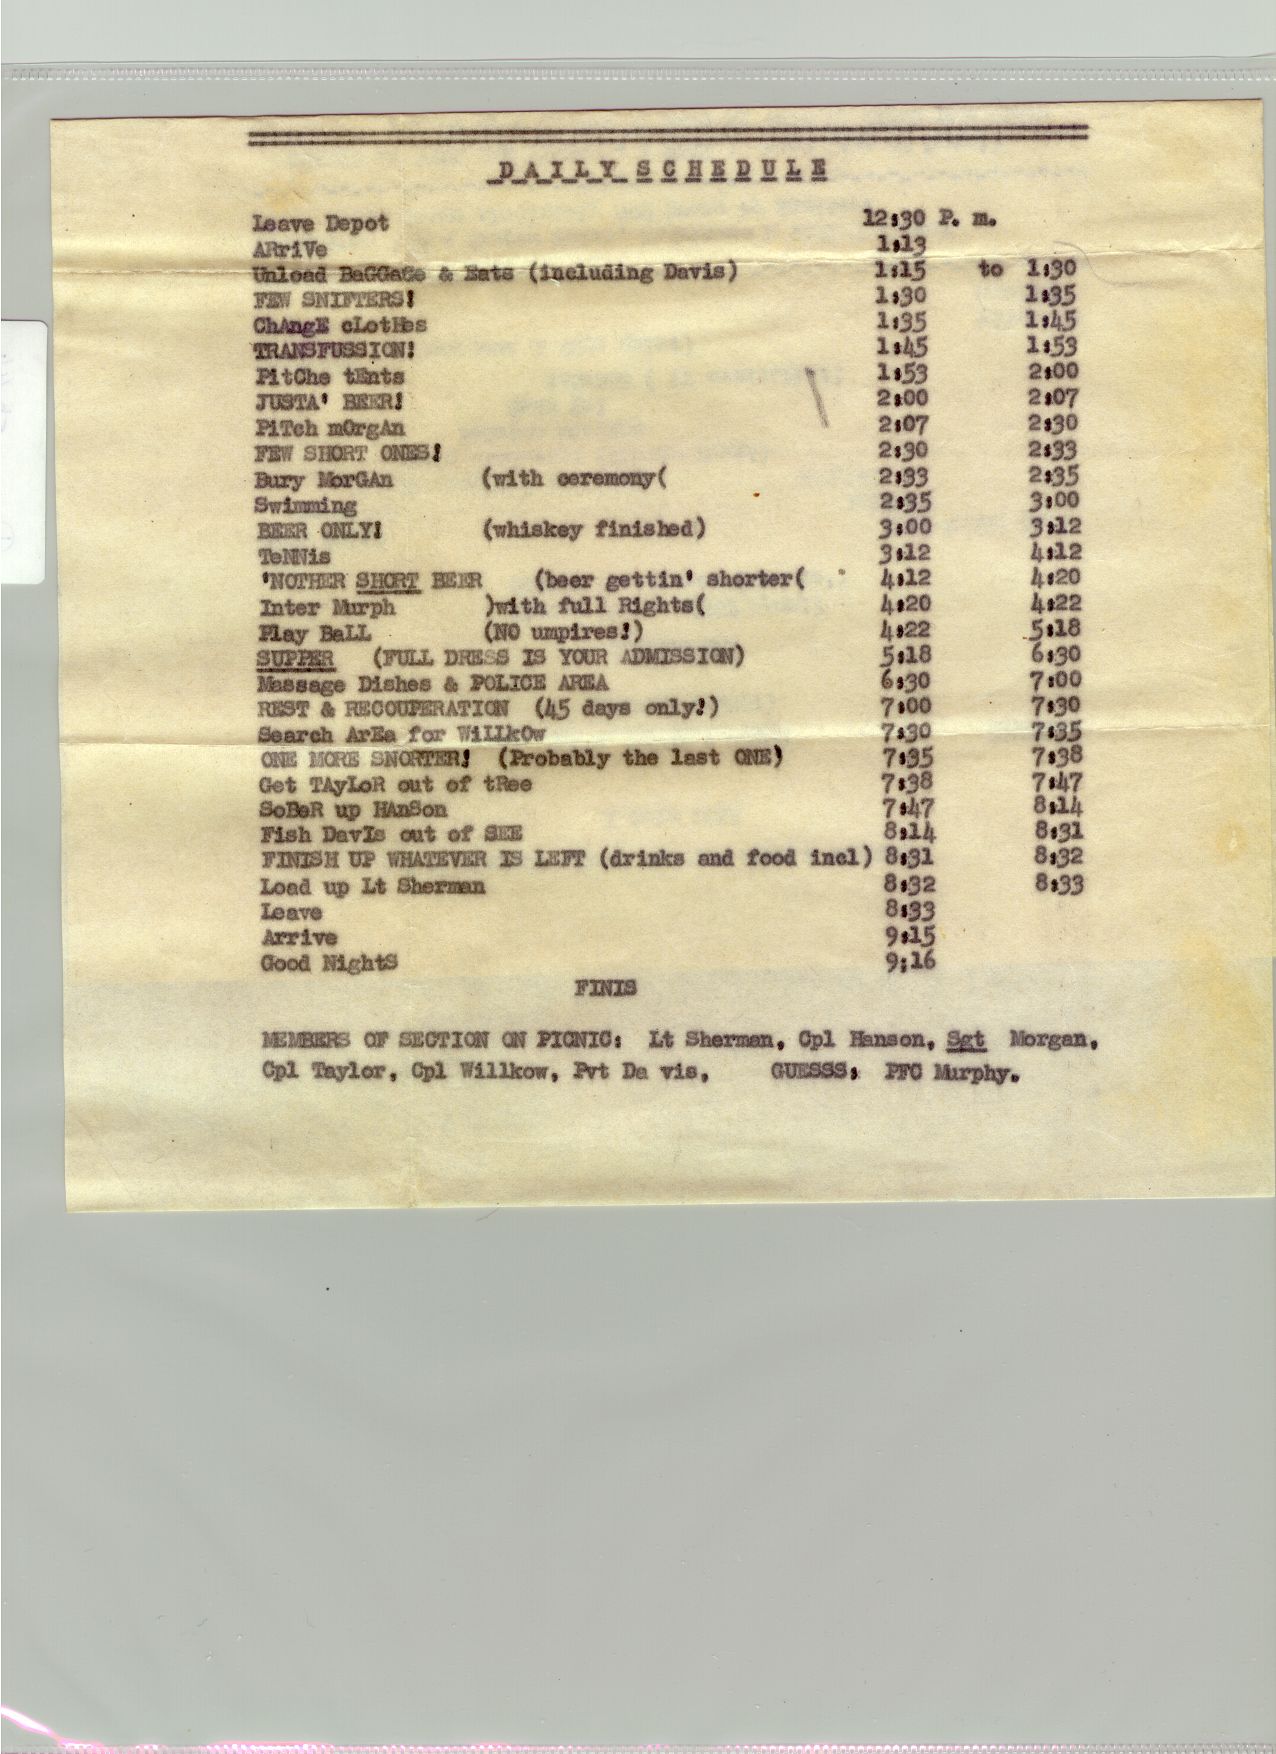 DAILY SCHEDULE
Leave Depot 12:30 P. m.
ARriVe 1:13
Unload BaGGaGe & Eats (including Davis) 1:15 to 1:30
FEW SNIFTERS! 1:30 1:35
ChAngE cLotHes 1:35 1:45
TRANSFUSSION! 1:45 1:53
PitChe tEnts 1:53 2:00
JUSTA' BEER! 2:00 2:07
PiTch mOrgAn 2:07 2:30
FEW SHORT ONES! 2:30 2:33
Bury MorGAn (with ceremony( 2:33 2:35
Swimming 2:35 3:00
BEER ONLY! (whiskey finished) 3:00 3:12
TeNNis 3:12 4:12
'NOTHER SHORT BEER (beer gettin' shorter( 4:12 4:20
Inter Murph )with full Rights( 4:20 4:22
Play BaLL (NO umpires!) 4:22 5:18
SUPPER (FULL DRESS IS YOUR ADMISSION) 5:18 6:30
Massage Dishes & POLICE AREA 6:30 7:00
REST & RECOUPERATION (45 days only!) 7:00 7:30
Search ArEa for WiLLkOw 7:30 7:35
ONE MORE SNORTER! (Probably the last ONE) 7:35 7:38
Get TAyLoR out of tRee 7:38 7:47
SoBeR up HAnSon 7:47 8:14
Fish DavIs out of SEE 8:14 8:31
FINISH UP WHATEVER IS LEFT (drinks and food incl) 8:31 8:32
Load up Lt Sherman 8:32 8:33
Leave 8:33
Arrive 9:15
Good NightS 9;16
FINIS
MEMBERS OF SECTION ON PICNIC: Lt Sherman, Cpl Hanson, Sgt Morgan,
Cpl Taylor, Cpl Willkow, Pvt Da vis, GUESSS: PFC Murphy.